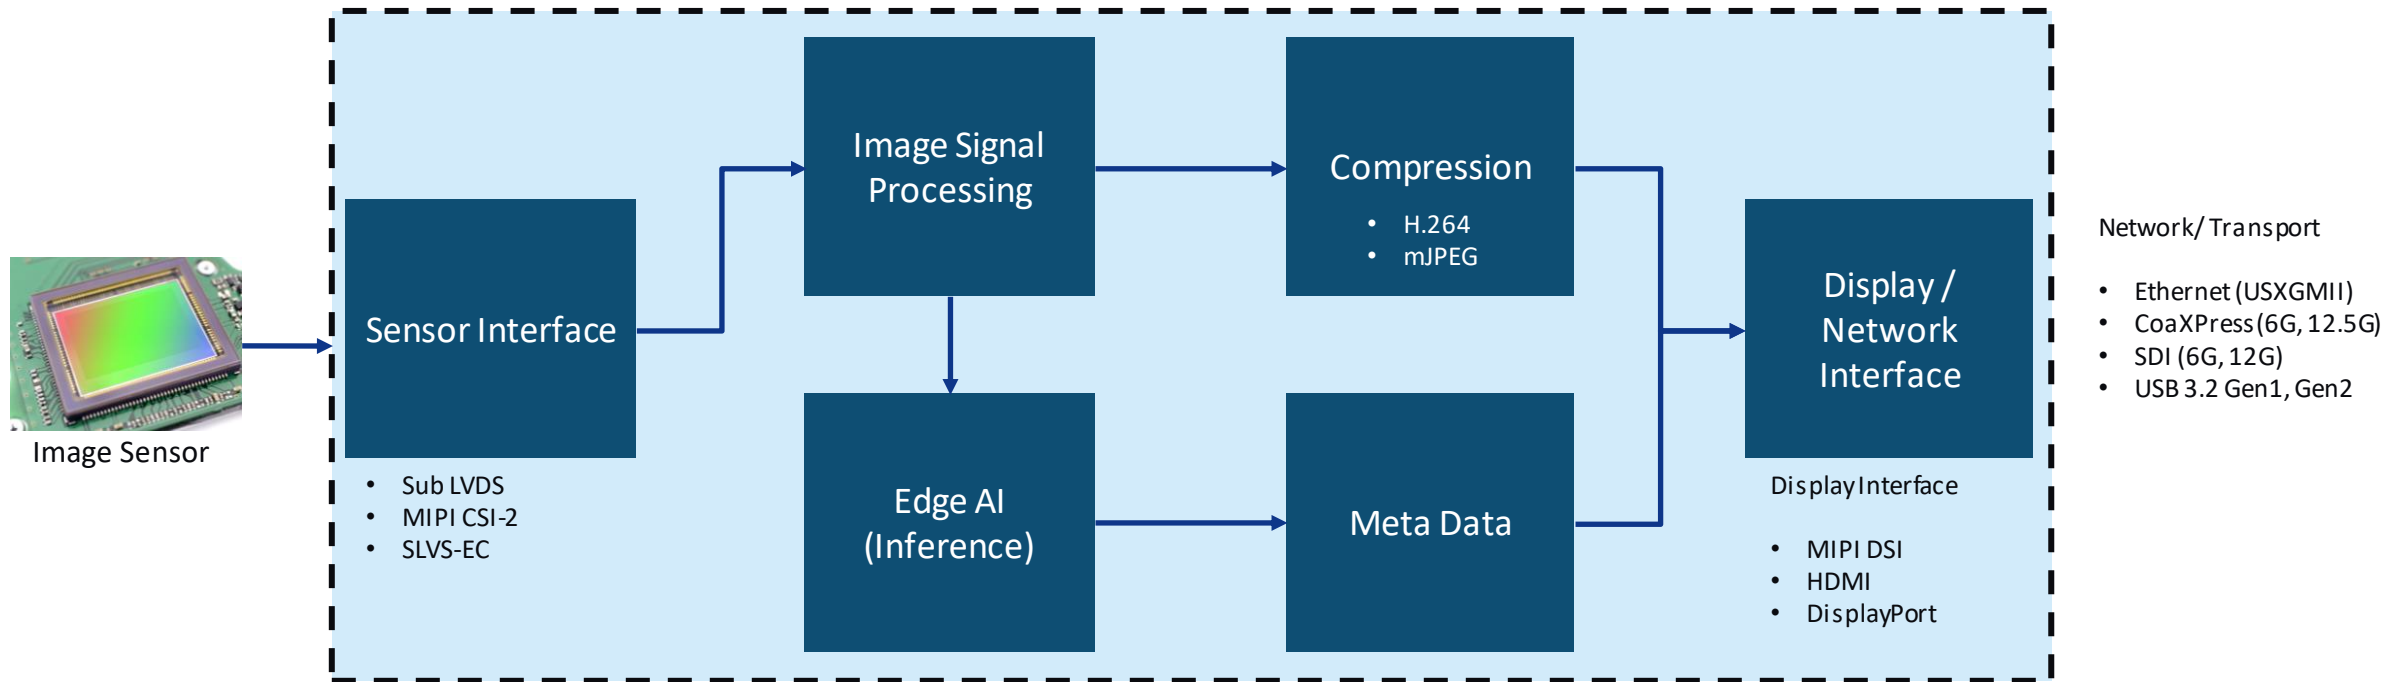 Image Sensor
Sensor Interface
• Sub LVDS
• MIPI CSI-2
• SLVS-EC
Image Signal
Processing
Edge AI
(Inference)
Compression
• H.264
• mJPEG
Meta Data
Display /
Network
Interface
Display Interface
• MIPI DSI
• HDMI
• DisplayPort
Network/ Transport
• Ethernet (USXGMII)
• CoaXPress (6G, 12.5G)
• SDI (6G, 12G)
• USB 3.2 Gen1, Gen2